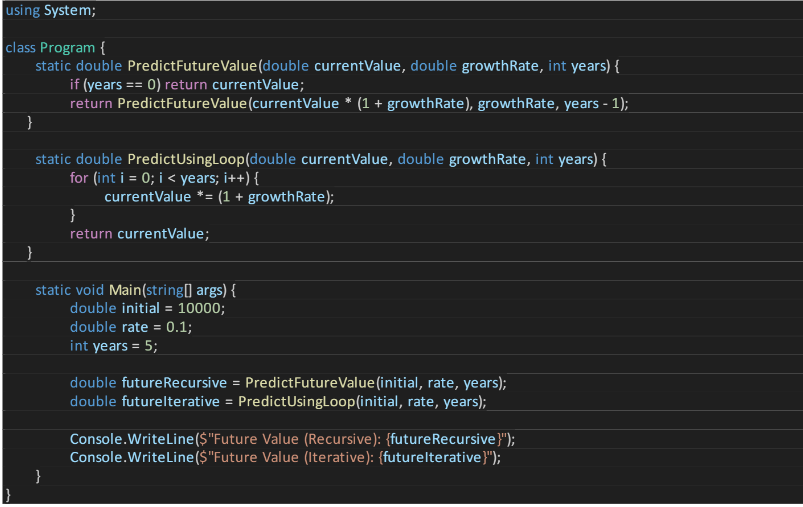 using System;

class Program {
    static double PredictFutureValue(double currentValue, double growthRate, int years) {
        if (years == 0) return currentValue;
        return PredictFutureValue(currentValue * (1 + growthRate), growthRate, years - 1);
    }

    static double PredictUsingLoop(double currentValue, double growthRate, int years) {
        for (int i = 0; i < years; i++) {
            currentValue *= (1 + growthRate);
        }
        return currentValue;
    }

    static void Main(string[] args) {
        double initial = 10000;
        double rate = 0.1;
        int years = 5;

        double futureRecursive = PredictFutureValue(initial, rate, years);
        double futureIterative = PredictUsingLoop(initial, rate, years);

        Console.WriteLine($"Future Value (Recursive): {futureRecursive}");
        Console.WriteLine($"Future Value (Iterative): {futureIterative}");
    }
}